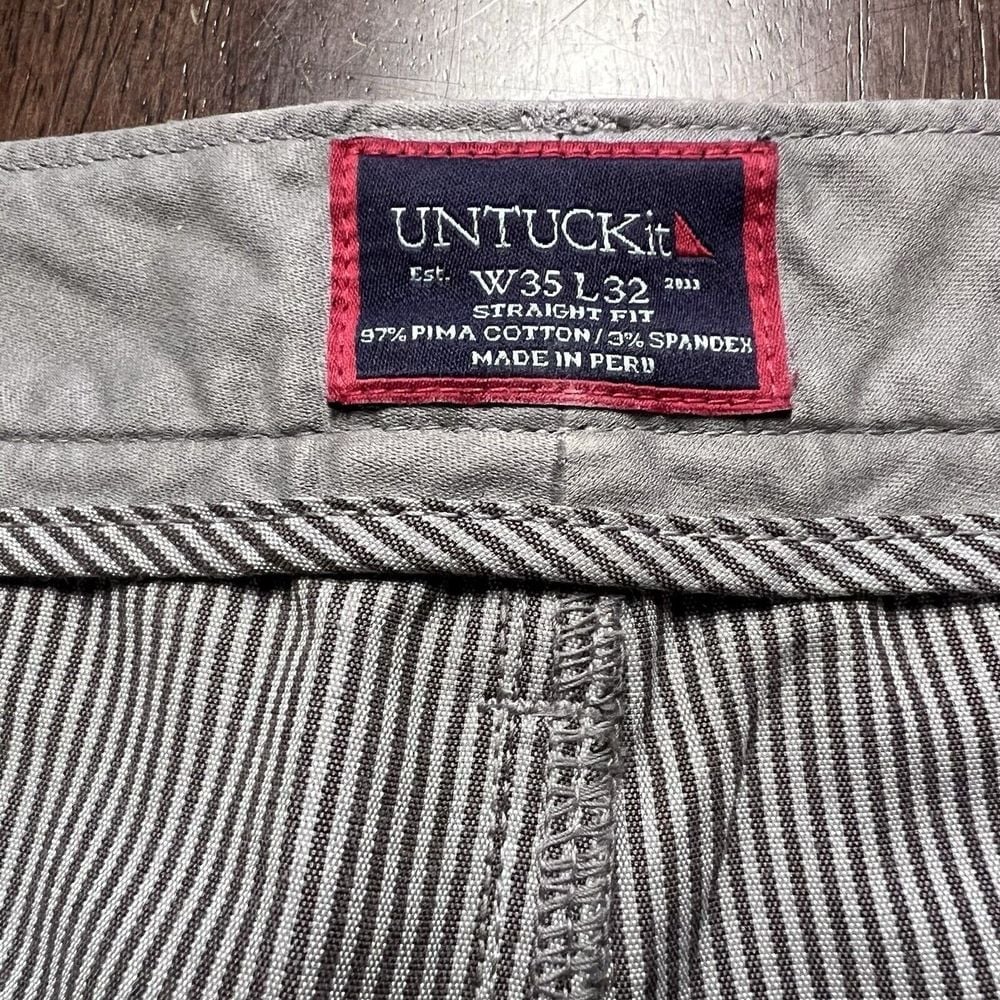 UNTUCKit
Est. W35 L32 2011
STRAIGHT FIT
97% PIMA COTTON/3% SPANDEX
MADE IN PERU